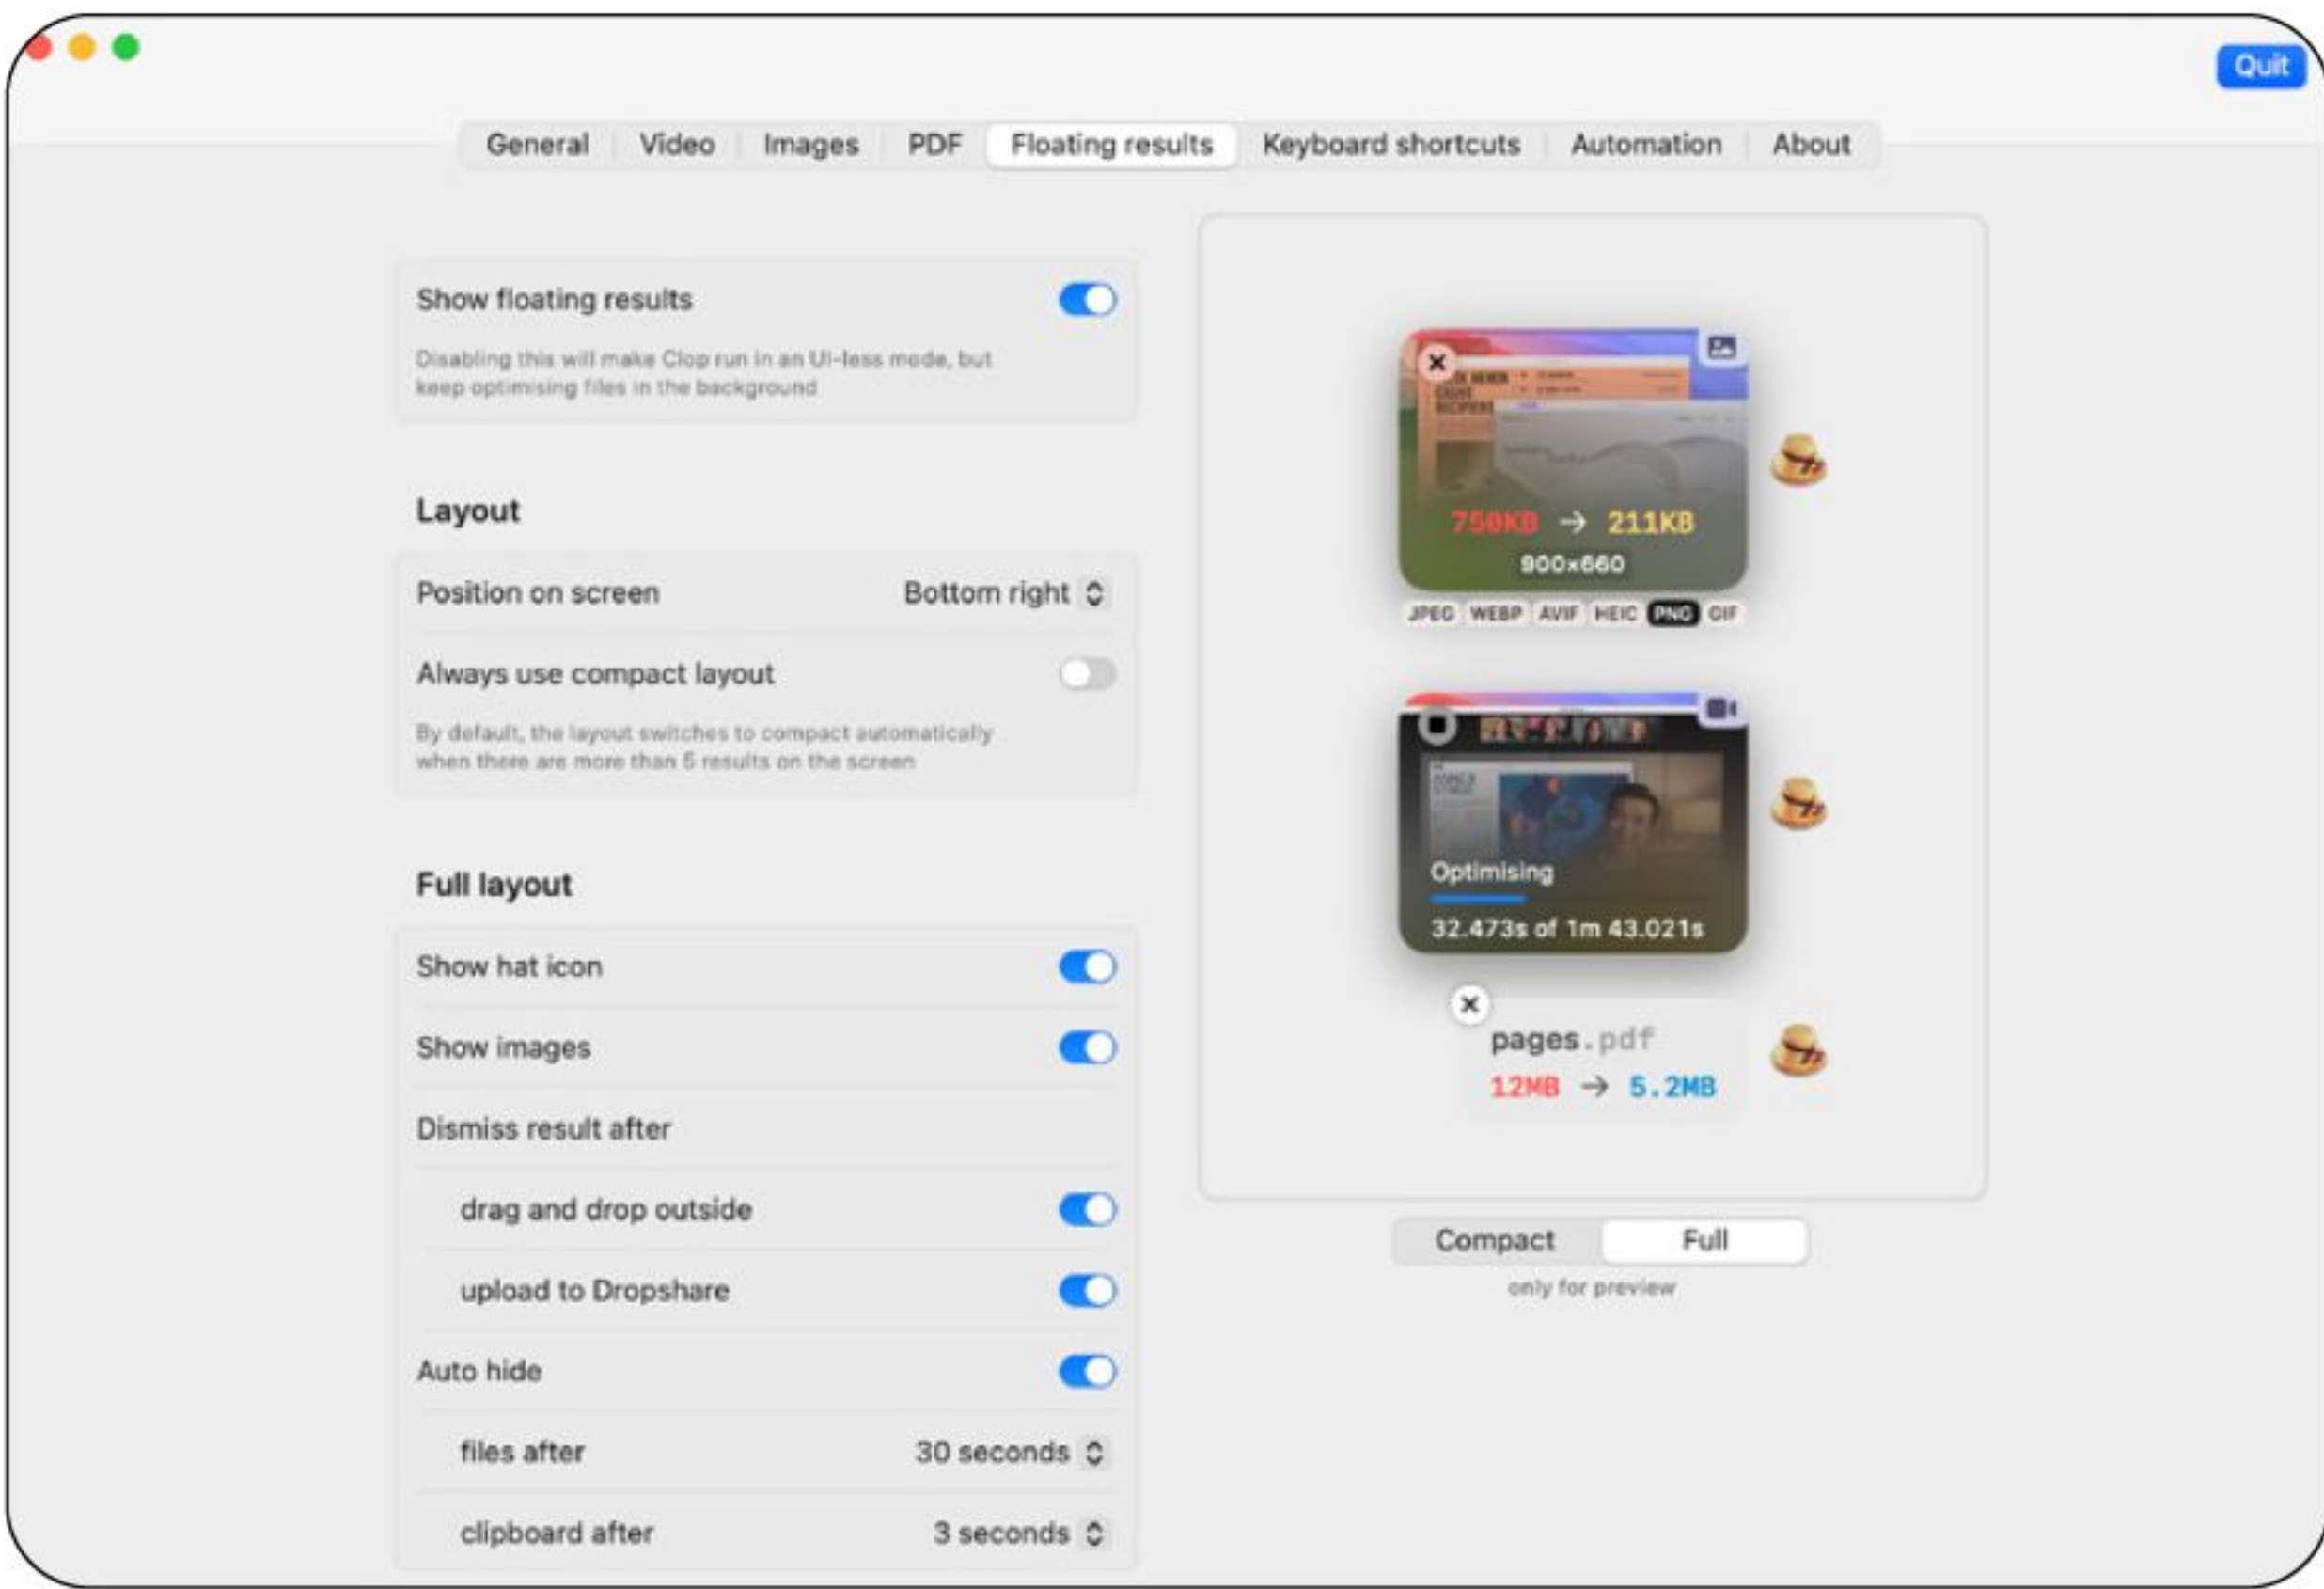 Quit
General Video Images PDF Floating results Keyboard shortcuts Automation About
Show floating results
Disabling this will make Clop run in an UI-less mode, but
keep optimising files in the background
Layout
Position on screen Bottom right
Always use compact layout
By default, the layout switches to compact automatically
when there are more than 5 results on the screen
Full layout
Show hat icon
Show images
Dismiss result after
drag and drop outside
upload to Dropshare
Auto hide
files after 30 seconds
clipboard after 3 seconds
750KB → 211KB
900×660
JPEG WEBP AVIF HEIC PNG GIF
Optimising
32.473s of 1m 43.021s
pages.pdf
12MB → 5.2MB
Compact Full
only for preview